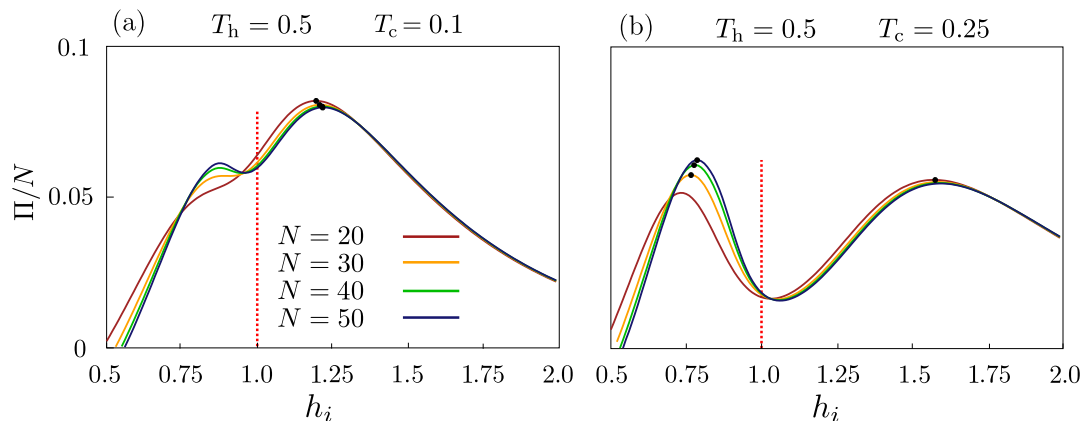 (a) T_h = 0.5 T_c = 0.1
(b) T_h = 0.5 T_c = 0.25
0.1
0.05
0
Π/N
N = 20
N = 30
N = 40
N = 50
0.5 0.75 1.0 1.25 1.5 1.75 2.0
h_i
0.5 0.75 1.0 1.25 1.5 1.75 2.0
h_i